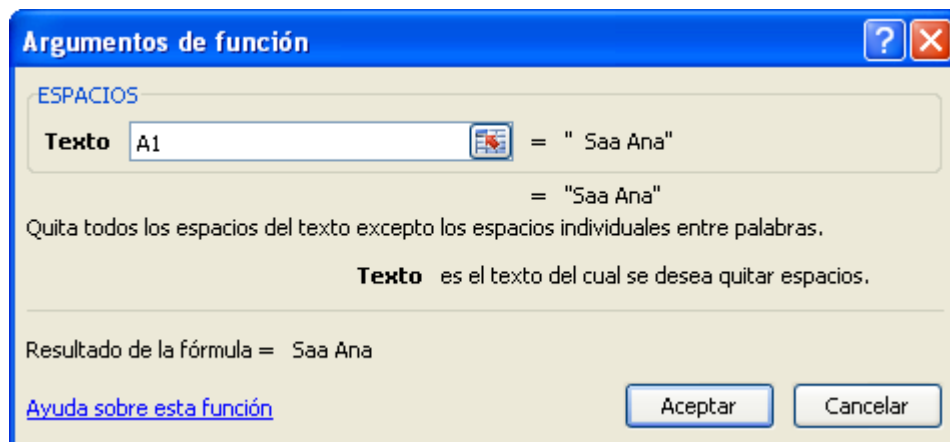 Argumentos de función
ESPACIOS
Texto A1 = " Saa Ana"
= "Saa Ana"
Quita todos los espacios del texto excepto los espacios individuales entre palabras.
Texto es el texto del cual se desea quitar espacios.
Resultado de la fórmula = Saa Ana
Ayuda sobre esta función Aceptar Cancelar